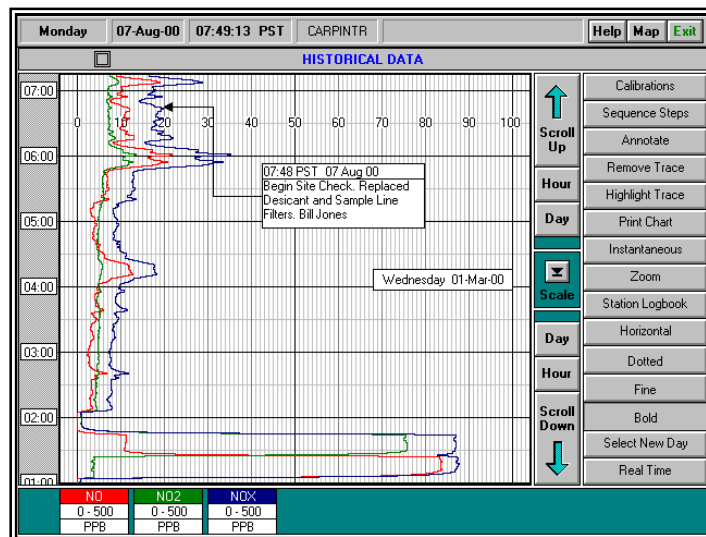 Monday 07-Aug-00 07:49:13 PST CARPINTR Help Map Exit
HISTORICAL DATA
07:00
0 10 20 30 40 50 60 70 80 90 100
06:00
07:48 PST 07 Aug 00
Begin Site Check. Replaced
Desicant and Sample Line
Filters. Bill Jones
05:00
Wednesday 01-Mar-00
04:00
03:00
02:00
01:00
Scroll
Up
Hour
Day
Scale
Day
Hour
Scroll
Down
Calibrations
Sequence Steps
Annotate
Remove Trace
Highlight Trace
Print Chart
Instantaneous
Zoom
Station Logbook
Horizontal
Dotted
Fine
Bold
Select New Day
Real Time
NO NO2 NOX
0 - 500 0 - 500 0 - 500
PPB PPB PPB